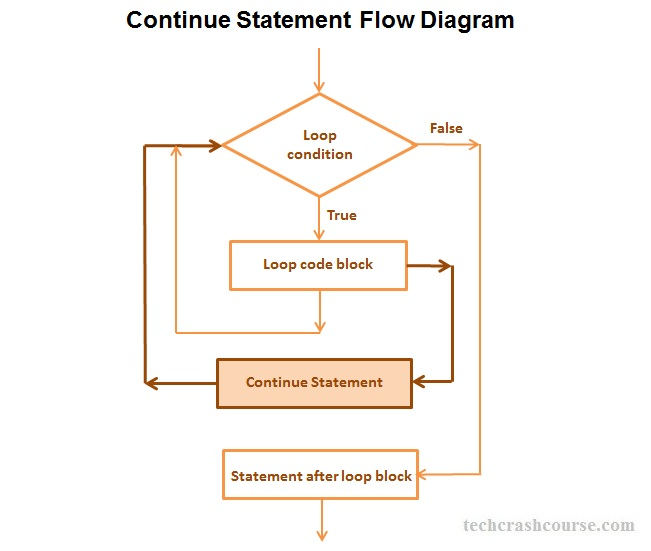 Continue Statement Flow Diagram
Loop
condition
False
True
Loop code block
Continue Statement
Statement after loop block
techcrashcourse.com